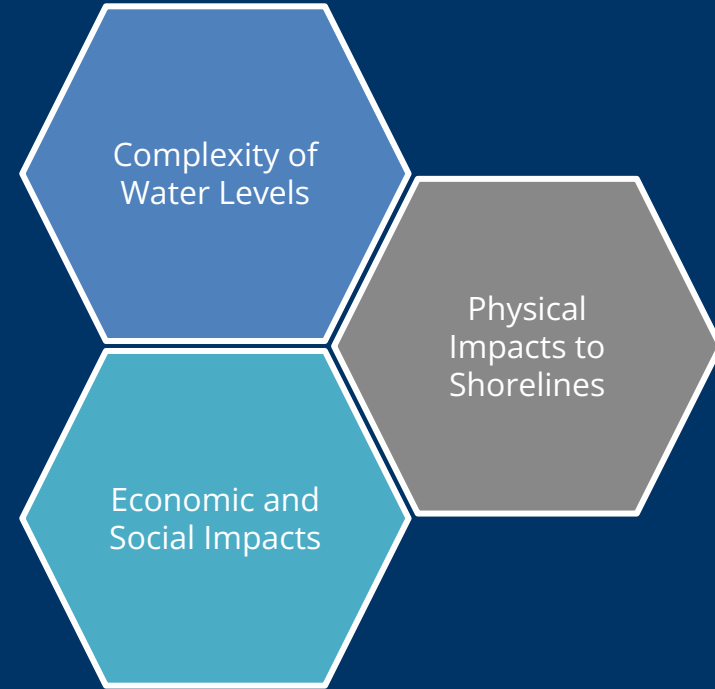 Complexity of
Water Levels
Physical
Impacts to
Shorelines
Economic and
Social Impacts